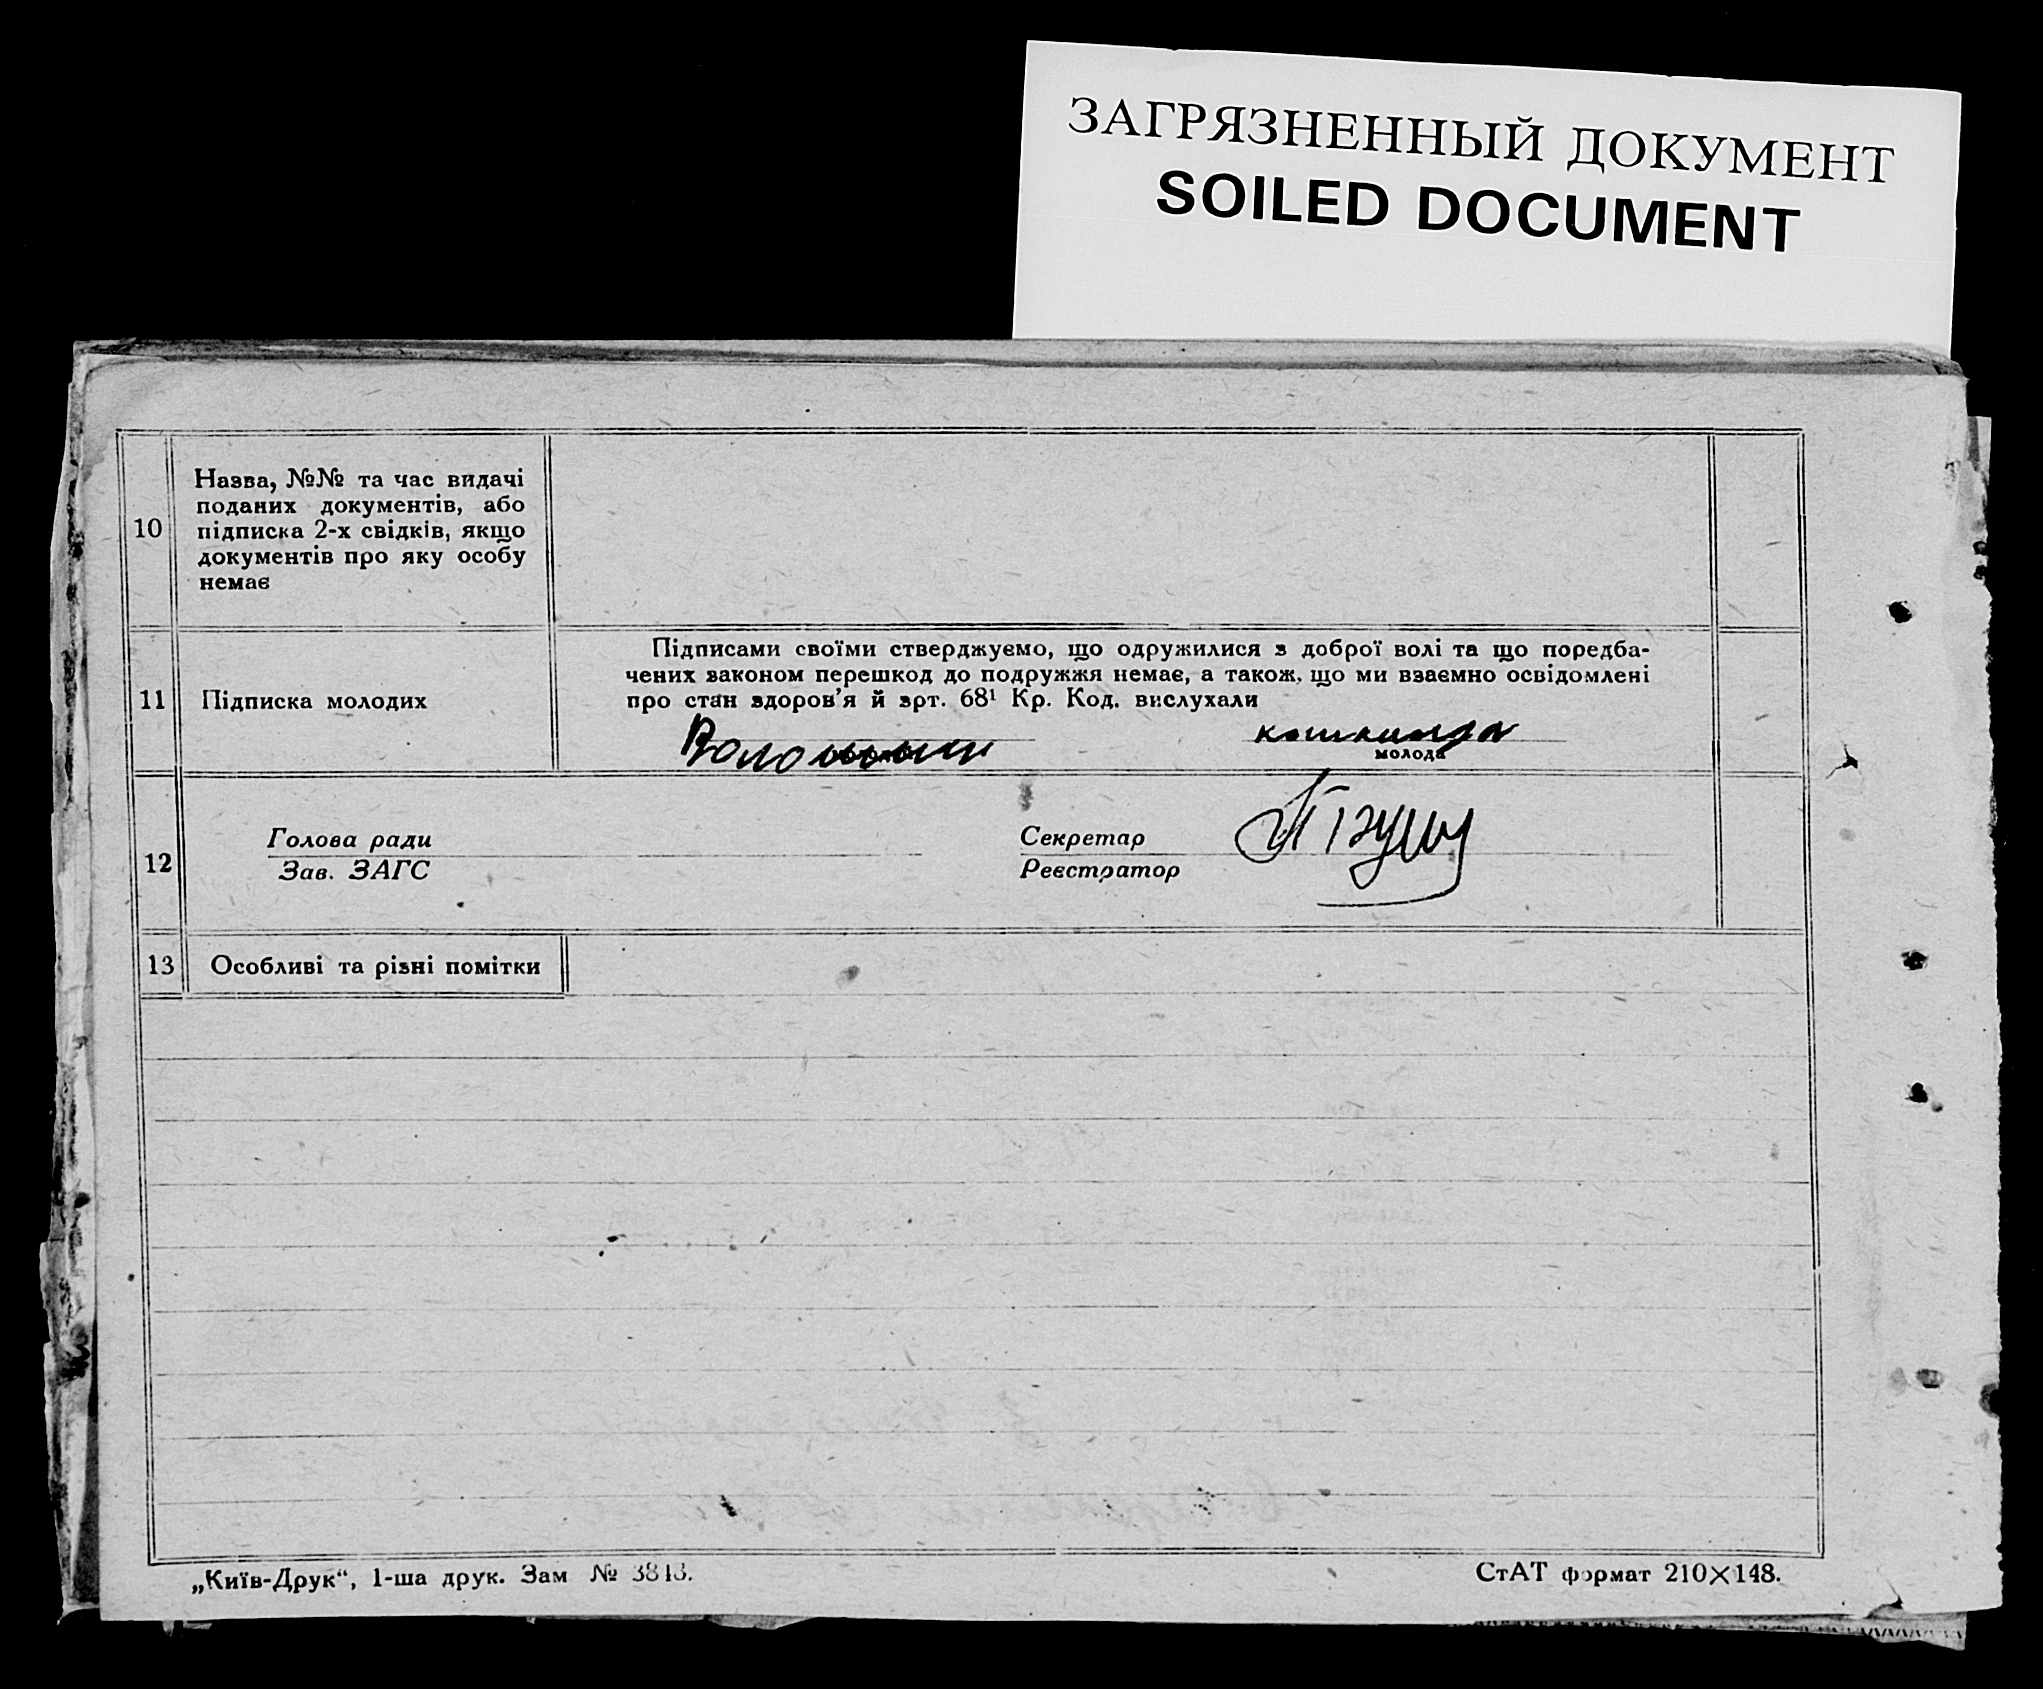 ЗАГРЯЗНЕННЫЙ ДОКУМЕНТ
SOILED DOCUMENT
10
Назва, №№ та час видачі
поданих документів, або
підписка 2-х свідків, якщо
документів про яку особу
немає
11
Підписка молодих
Підписами своїми стверджуємо, що одружилися з доброї волі та що поредба-
чених законом перешкод до подружжя немає, а також, що ми взаємно освідомлені
про стан здоров'я й арт. 68¹ Кр. Код. вислухали
Волошин
молода
12
Голова ради
Зав. ЗАГС
Секретар
Реєстратор
13
Особливі та різні помітки
„Київ-Друк“, 1-ша друк. Зам № 3813.
СтАТ формат 210×148.